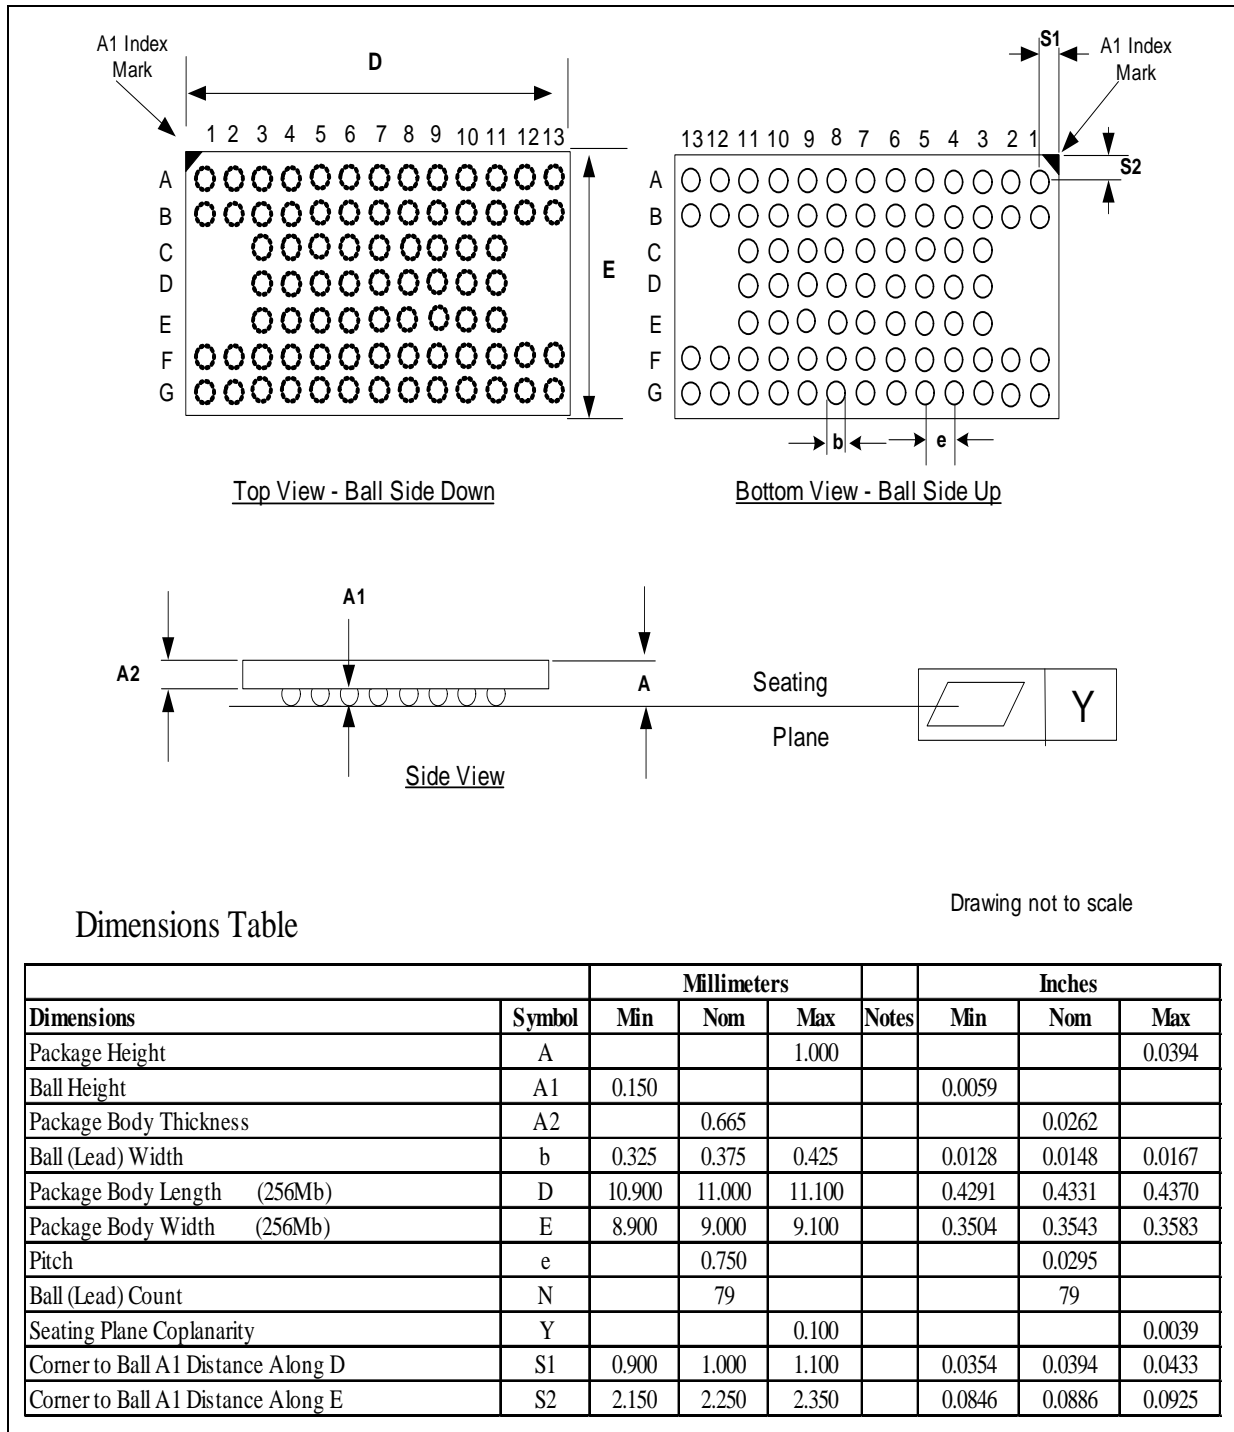 A1 Index
Mark
D
S1
A1 Index
Mark
1 2 3 4 5 6 7 8 9 10 11 12 13
13 12 11 10 9 8 7 6 5 4 3 2 1
S2
A
B
C
D
E
F
G
E
A
B
C
D
E
F
G
b
e
Top View - Ball Side Down
Bottom View - Ball Side Up
A1
A2
A
Seating
Plane
Y
Side View
Drawing not to scale
Dimensions Table
Millimeters Inches
Dimensions Symbol Min Nom Max Notes Min Nom Max
Package Height A 1.000 0.0394
Ball Height A1 0.150 0.0059
Package Body Thickness A2 0.665 0.0262
Ball (Lead) Width b 0.325 0.375 0.425 0.0128 0.0148 0.0167
Package Body Length (256Mb) D 10.900 11.000 11.100 0.4291 0.4331 0.4370
Package Body Width (256Mb) E 8.900 9.000 9.100 0.3504 0.3543 0.3583
Pitch e 0.750 0.0295
Ball (Lead) Count N 79 79
Seating Plane Coplanarity Y 0.100 0.0039
Corner to Ball A1 Distance Along D S1 0.900 1.000 1.100 0.0354 0.0394 0.0433
Corner to Ball A1 Distance Along E S2 2.150 2.250 2.350 0.0846 0.0886 0.0925